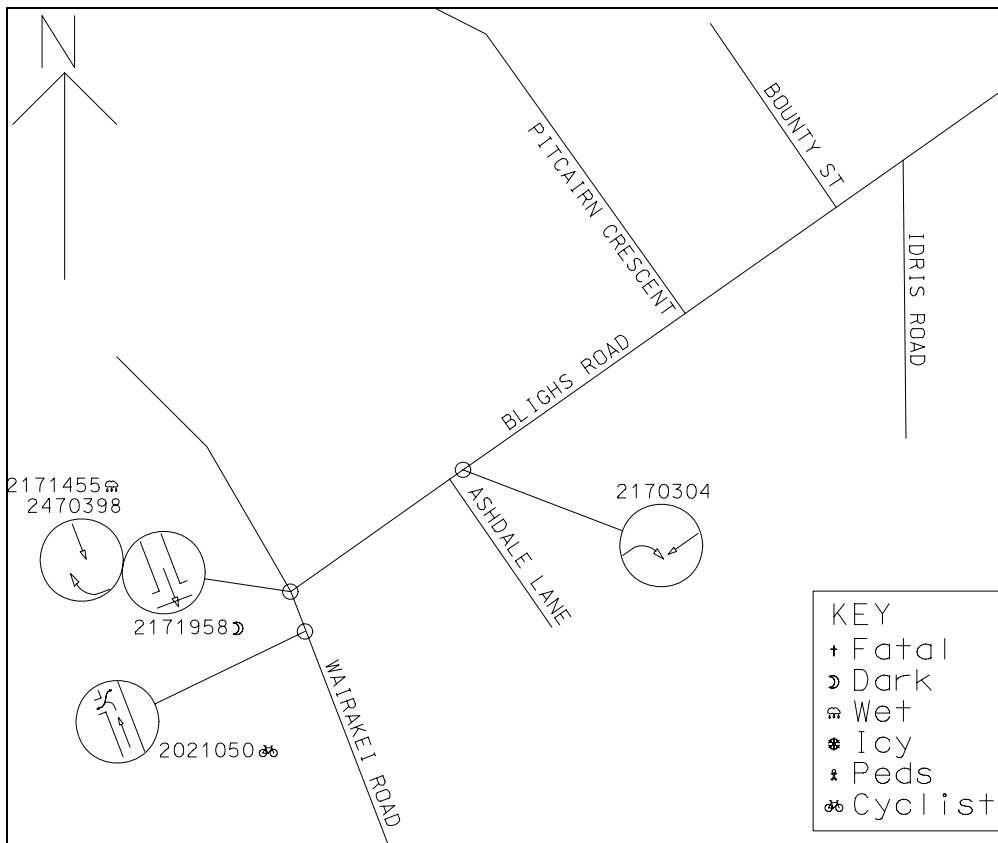 N
PITCAIRN CRESCENT
BOUNTY ST
IDRIS ROAD
BLIGHS ROAD
2171455
2470398
ASHDALE LANE
2170304
2171958
WAIRAKEI ROAD
2021050
KEY
Fatal
Dark
Wet
Icy
Peds
Cyclist